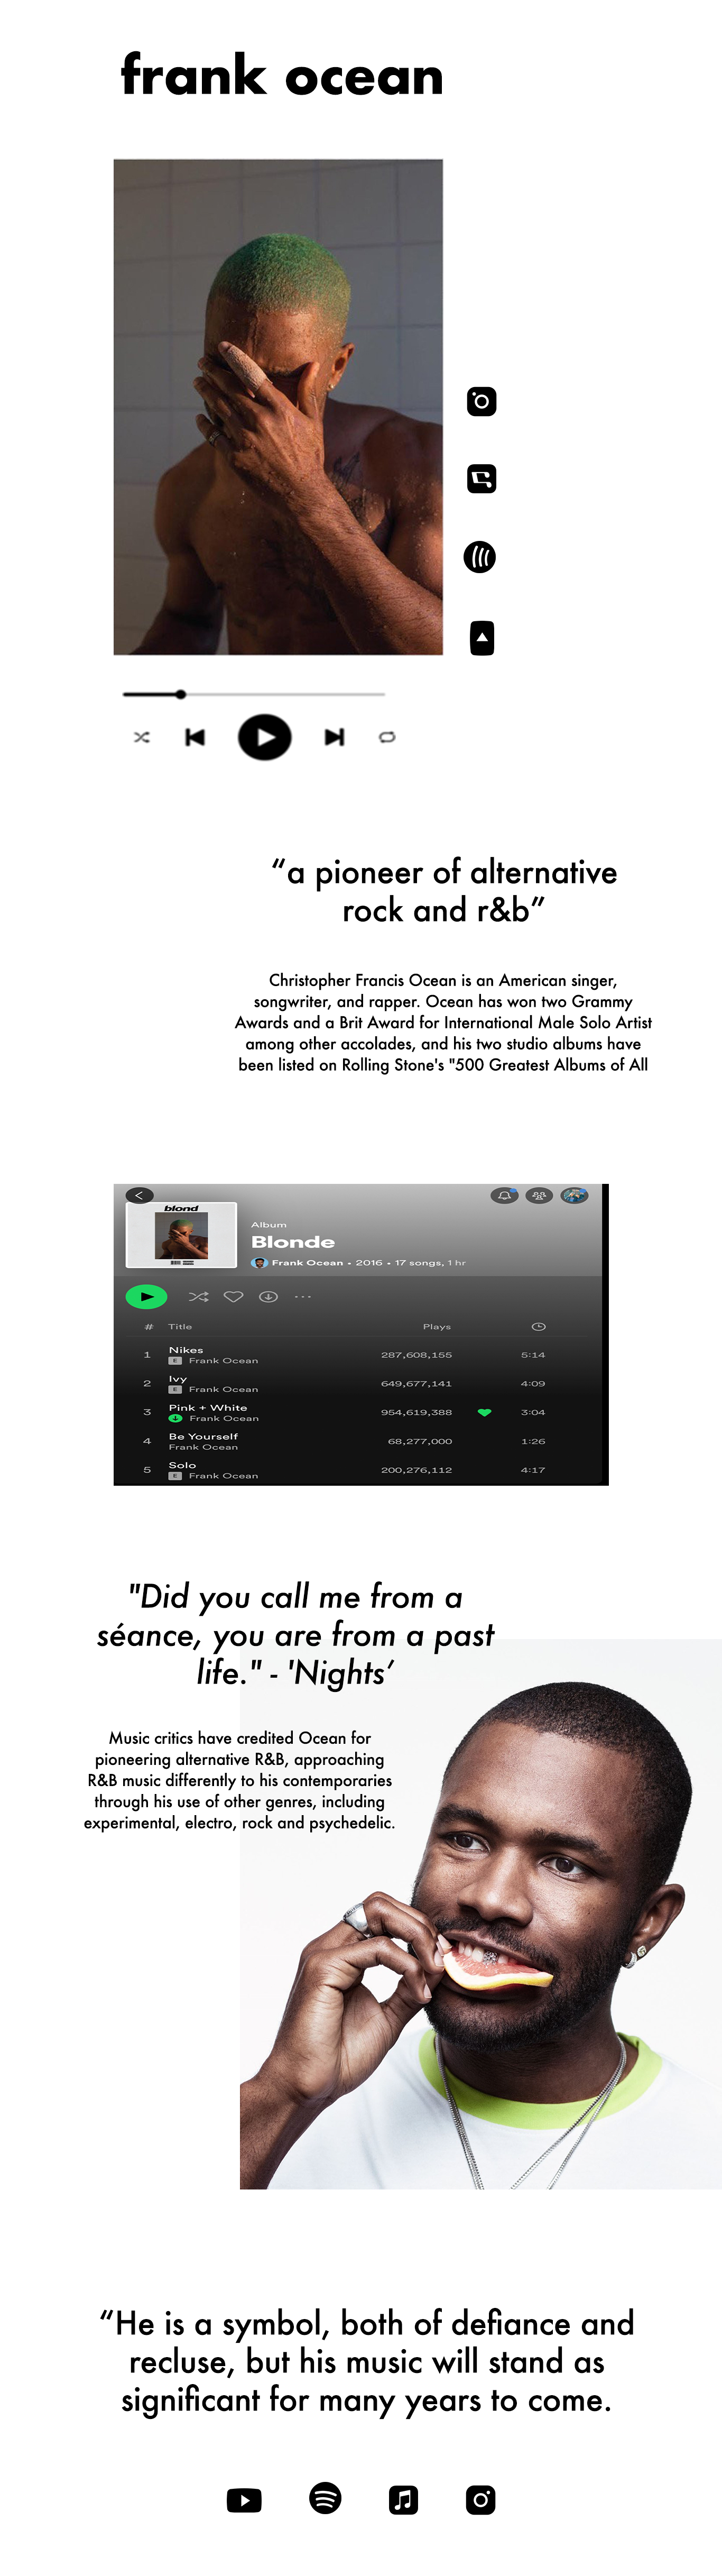 frank ocean
“a pioneer of alternative
rock and r&b”
Christopher Francis Ocean is an American singer,
songwriter, and rapper. Ocean has won two Grammy
Awards and a Brit Award for International Male Solo Artist
among other accolades, and his two studio albums have
been listed on Rolling Stone's "500 Greatest Albums of All
blond
Album
Blonde
Frank Ocean • 2016 • 17 songs, 1 hr
# Title Plays
1 Nikes 287,608,155 5:14
E Frank Ocean
2 Ivy 649,677,141 4:09
E Frank Ocean
3 Pink + White 954,619,388 3:04
Frank Ocean
4 Be Yourself 68,277,000 1:26
Frank Ocean
5 Solo 200,276,112 4:17
E Frank Ocean
"Did you call me from a
séance, you are from a past
life." - 'Nights’
Music critics have credited Ocean for
pioneering alternative R&B, approaching
R&B music differently to his contemporaries
through his use of other genres, including
experimental, electro, rock and psychedelic.
“He is a symbol, both of defiance and
recluse, but his music will stand as
significant for many years to come.